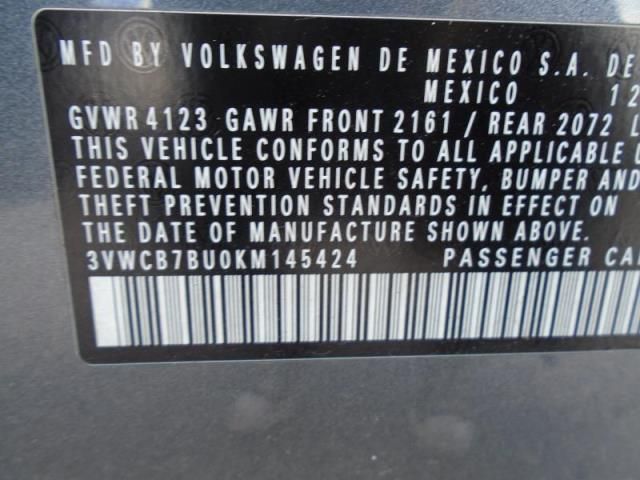 MFD BY VOLKSWAGEN DE MEXICO S.A. DE
MEXICO 12
GVWR 4123 GAWR FRONT 2161 / REAR 2072 L
THIS VEHICLE CONFORMS TO ALL APPLICABLE U
FEDERAL MOTOR VEHICLE SAFETY, BUMPER AND
THEFT PREVENTION STANDARDS IN EFFECT ON
THE DATE OF MANUFACTURE SHOWN ABOVE.
3VWCB7BU0KM145424 PASSENGER CAR